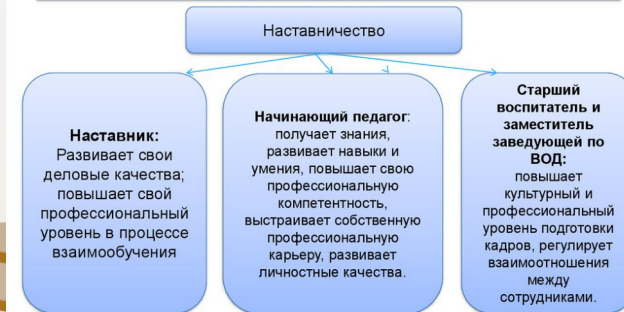 Наставничество
Наставник:
Развивает свои
деловые качества;
повышает свой
профессиональный
уровень в процессе
взаимообучения
Начинающий педагог:
получает знания,
развивает навыки и
умения, повышает свою
профессиональную
компетентность,
выстраивает собственную
профессиональную
карьеру, развивает
личностные качества.
Старший
воспитатель и
заместитель
заведующей по
ВОД:
повышает
культурный и
профессиональный
уровень подготовки
кадров, регулирует
взаимоотношения
между
сотрудниками.